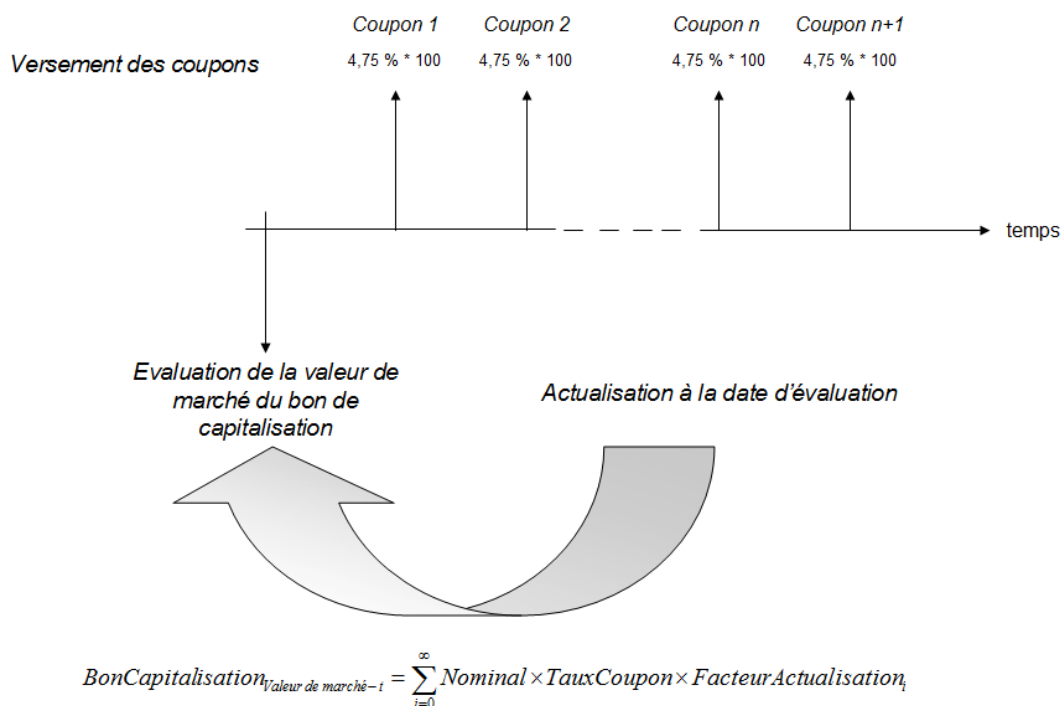 Coupon 1 Coupon 2 Coupon n Coupon n+1
Versement des coupons 4,75 % * 100 4,75 % * 100 4,75 % * 100 4,75 % * 100
temps
Evaluation de la valeur de
marché du bon de
capitalisation
Actualisation à la date d'évaluation
BonCapitalisation_{Valeur de marché−t} = \sum_{i=0}^{∞} Nominal × TauxCoupon × FacteurActualisation_i